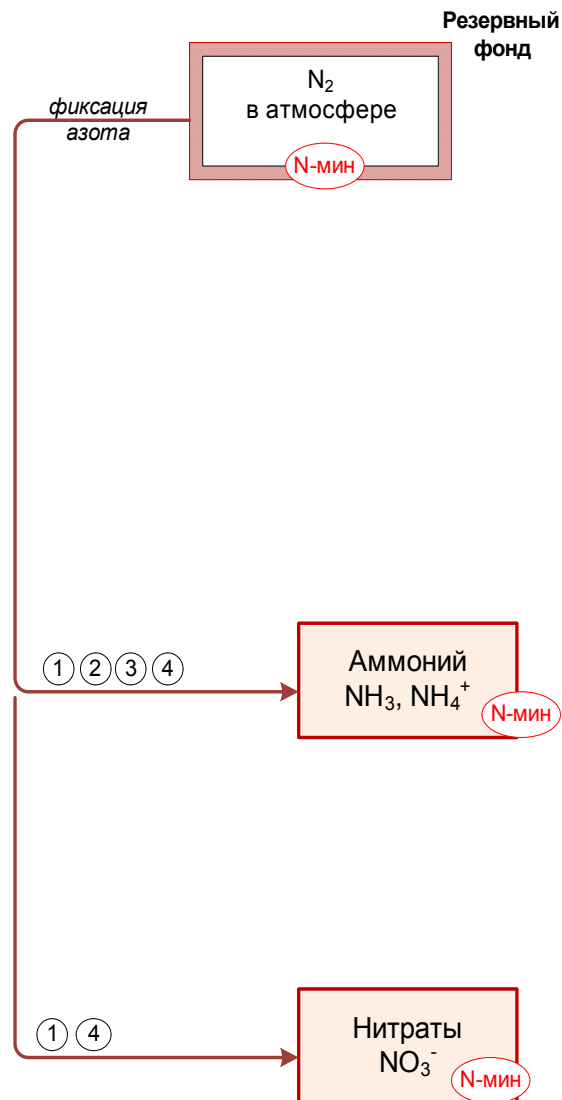 Резервный
фонд
N₂
в атмосфере
N-мин
фиксация
азота
1 2 3 4
Аммоний
NH₃, NH₄⁺
N-мин
1 4
Нитраты
NO₃⁻
N-мин